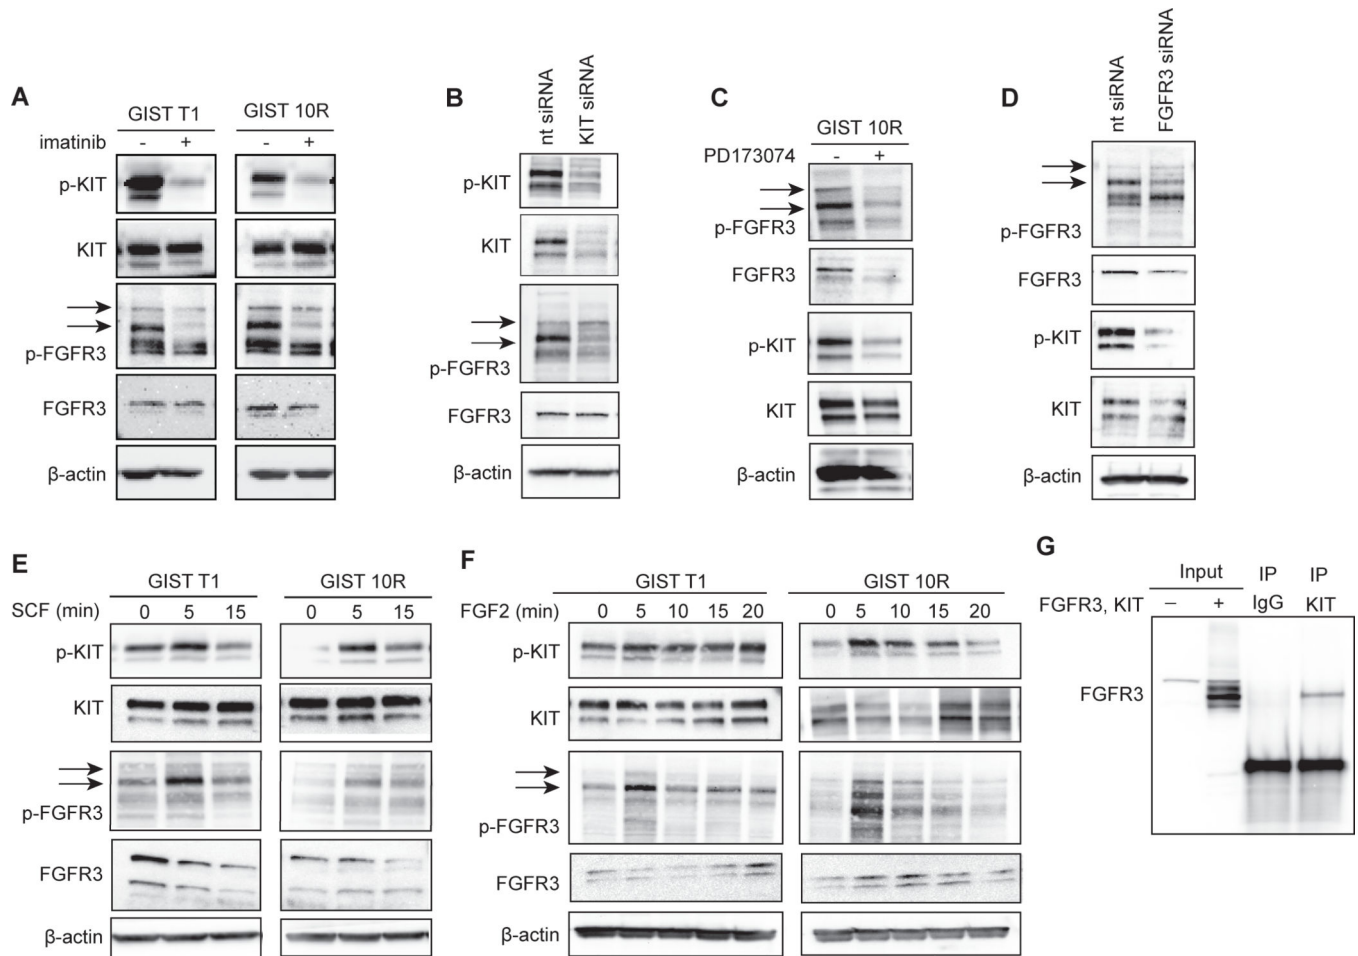 A
GIST T1
GIST 10R
imatinib - + - +
p-KIT
KIT
p-FGFR3
FGFR3
β-actin
B
nt siRNA
KIT siRNA
p-KIT
KIT
p-FGFR3
FGFR3
β-actin
C
GIST 10R
PD173074 - +
p-FGFR3
FGFR3
p-KIT
KIT
β-actin
D
nt siRNA
FGFR3 siRNA
p-FGFR3
FGFR3
p-KIT
KIT
β-actin
E
GIST T1
GIST 10R
SCF (min) 0 5 15 0 5 15
p-KIT
KIT
p-FGFR3
FGFR3
β-actin
F
GIST T1
GIST 10R
FGF2 (min) 0 5 10 15 20 0 5 10 15 20
p-KIT
KIT
p-FGFR3
FGFR3
β-actin
G
Input IP IP
FGFR3, KIT – + IgG KIT
FGFR3